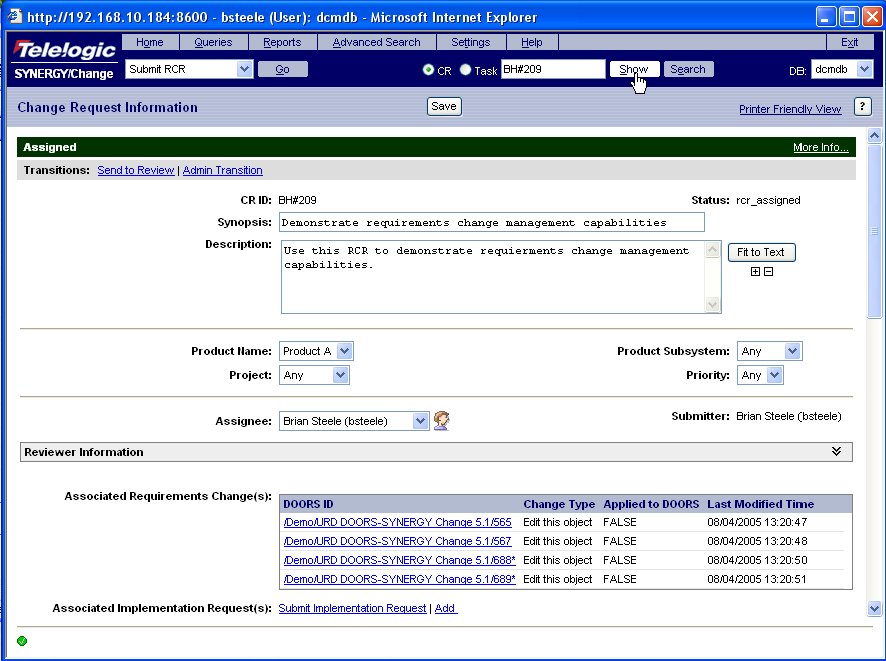 http://192.168.10.184:8600 - bsteele (User): dcmdb - Microsoft Internet Explorer
Telelogic
SYNERGY/Change
Home Queries Reports Advanced Search Settings Help Exit
Submit RCR Go CR Task BH#209 Show Search DB: dcmdb
Change Request Information Save Printer Friendly View ?
Assigned More Info...
Transitions: Send to Review | Admin Transition
CR ID: BH#209 Status: rcr_assigned
Synopsis: Demonstrate requirements change management capabilities
Description: Use this RCR to demonstrate requierments change management
capabilities.
Fit to Text
Product Name: Product A Product Subsystem: Any
Project: Any Priority: Any
Assignee: Brian Steele (bsteele) Submitter: Brian Steele (bsteele)
Reviewer Information
Associated Requirements Change(s):
DOORS ID Change Type Applied to DOORS Last Modified Time
/Demo/URD DOORS-SYNERGY Change 5.1/565 Edit this object FALSE 08/04/2005 13:20:47
/Demo/URD DOORS-SYNERGY Change 5.1/567 Edit this object FALSE 08/04/2005 13:20:48
/Demo/URD DOORS-SYNERGY Change 5.1/688* Edit this object FALSE 08/04/2005 13:20:50
/Demo/URD DOORS-SYNERGY Change 5.1/689* Edit this object FALSE 08/04/2005 13:20:51
Associated Implementation Request(s): Submit Implementation Request | Add